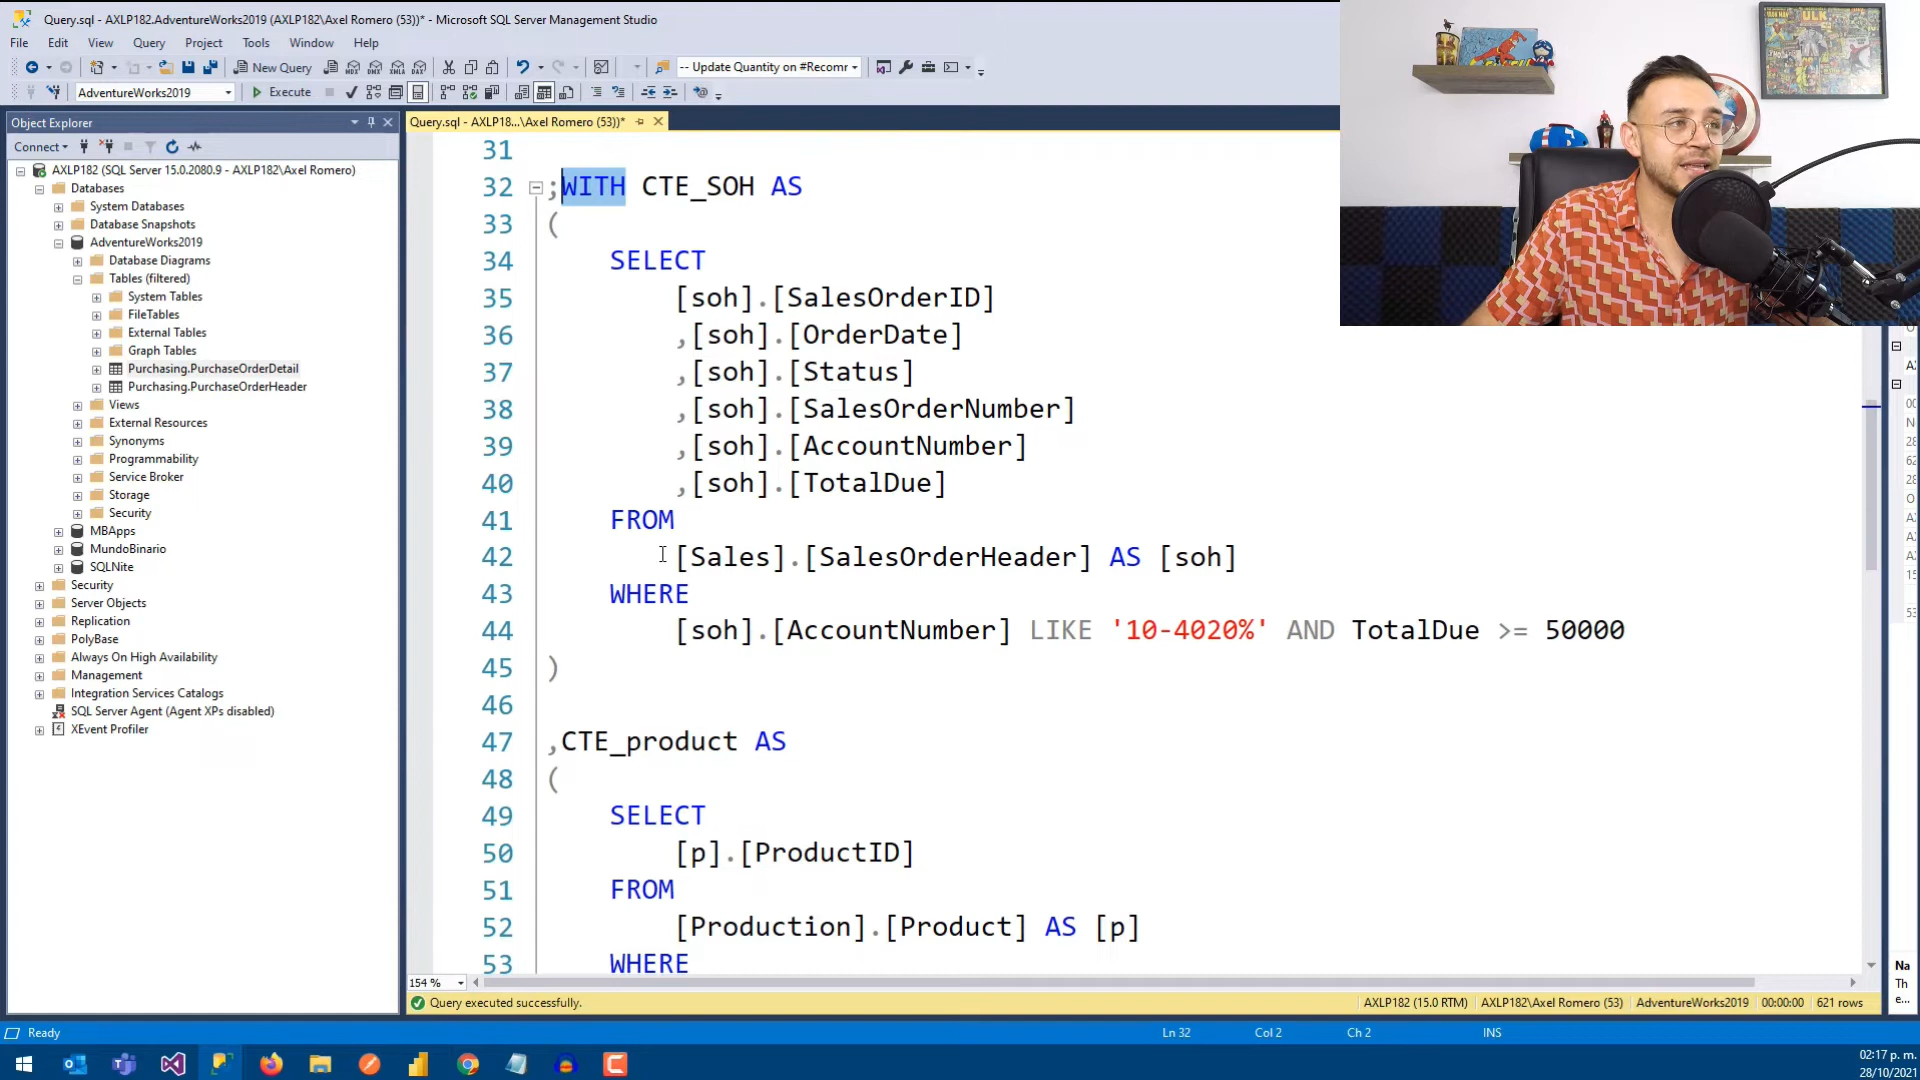 Query.sql - AXLP182.AdventureWorks2019 (AXLP182\Axel Romero (53))* - Microsoft SQL Server Management Studio
File Edit View Query Project Tools Window Help
New Query -- Update Quantity on #Recomr
AdventureWorks2019 Execute
Object Explorer
Connect
AXLP182 (SQL Server 15.0.2080.9 - AXLP182\Axel Romero)
Databases
System Databases
Database Snapshots
AdventureWorks2019
Database Diagrams
Tables (filtered)
System Tables
FileTables
External Tables
Graph Tables
Purchasing.PurchaseOrderDetail
Purchasing.PurchaseOrderHeader
Views
External Resources
Synonyms
Programmability
Service Broker
Storage
Security
MBApps
MundoBinario
SQLNite
Security
Server Objects
Replication
PolyBase
Always On High Availability
Management
Integration Services Catalogs
SQL Server Agent (Agent XPs disabled)
XEvent Profiler
Query.sql - AXLP18...\Axel Romero (53))*
31
32 ;WITH CTE_SOH AS
33 (
34 SELECT
35 [soh].[SalesOrderID]
36 ,[soh].[OrderDate]
37 ,[soh].[Status]
38 ,[soh].[SalesOrderNumber]
39 ,[soh].[AccountNumber]
40 ,[soh].[TotalDue]
41 FROM
42 [Sales].[SalesOrderHeader] AS [soh]
43 WHERE
44 [soh].[AccountNumber] LIKE '10-4020%' AND TotalDue >= 50000
45 )
46
47 ,CTE_product AS
48 (
49 SELECT
50 [p].[ProductID]
51 FROM
52 [Production].[Product] AS [p]
53 WHERE
154 %
Query executed successfully. AXLP182 (15.0 RTM) AXLP182\Axel Romero (53) AdventureWorks2019 00:00:00 621 rows
Na
Th
e...
Ready Ln 32 Col 2 Ch 2 INS
02:17 p. m.
28/10/2021